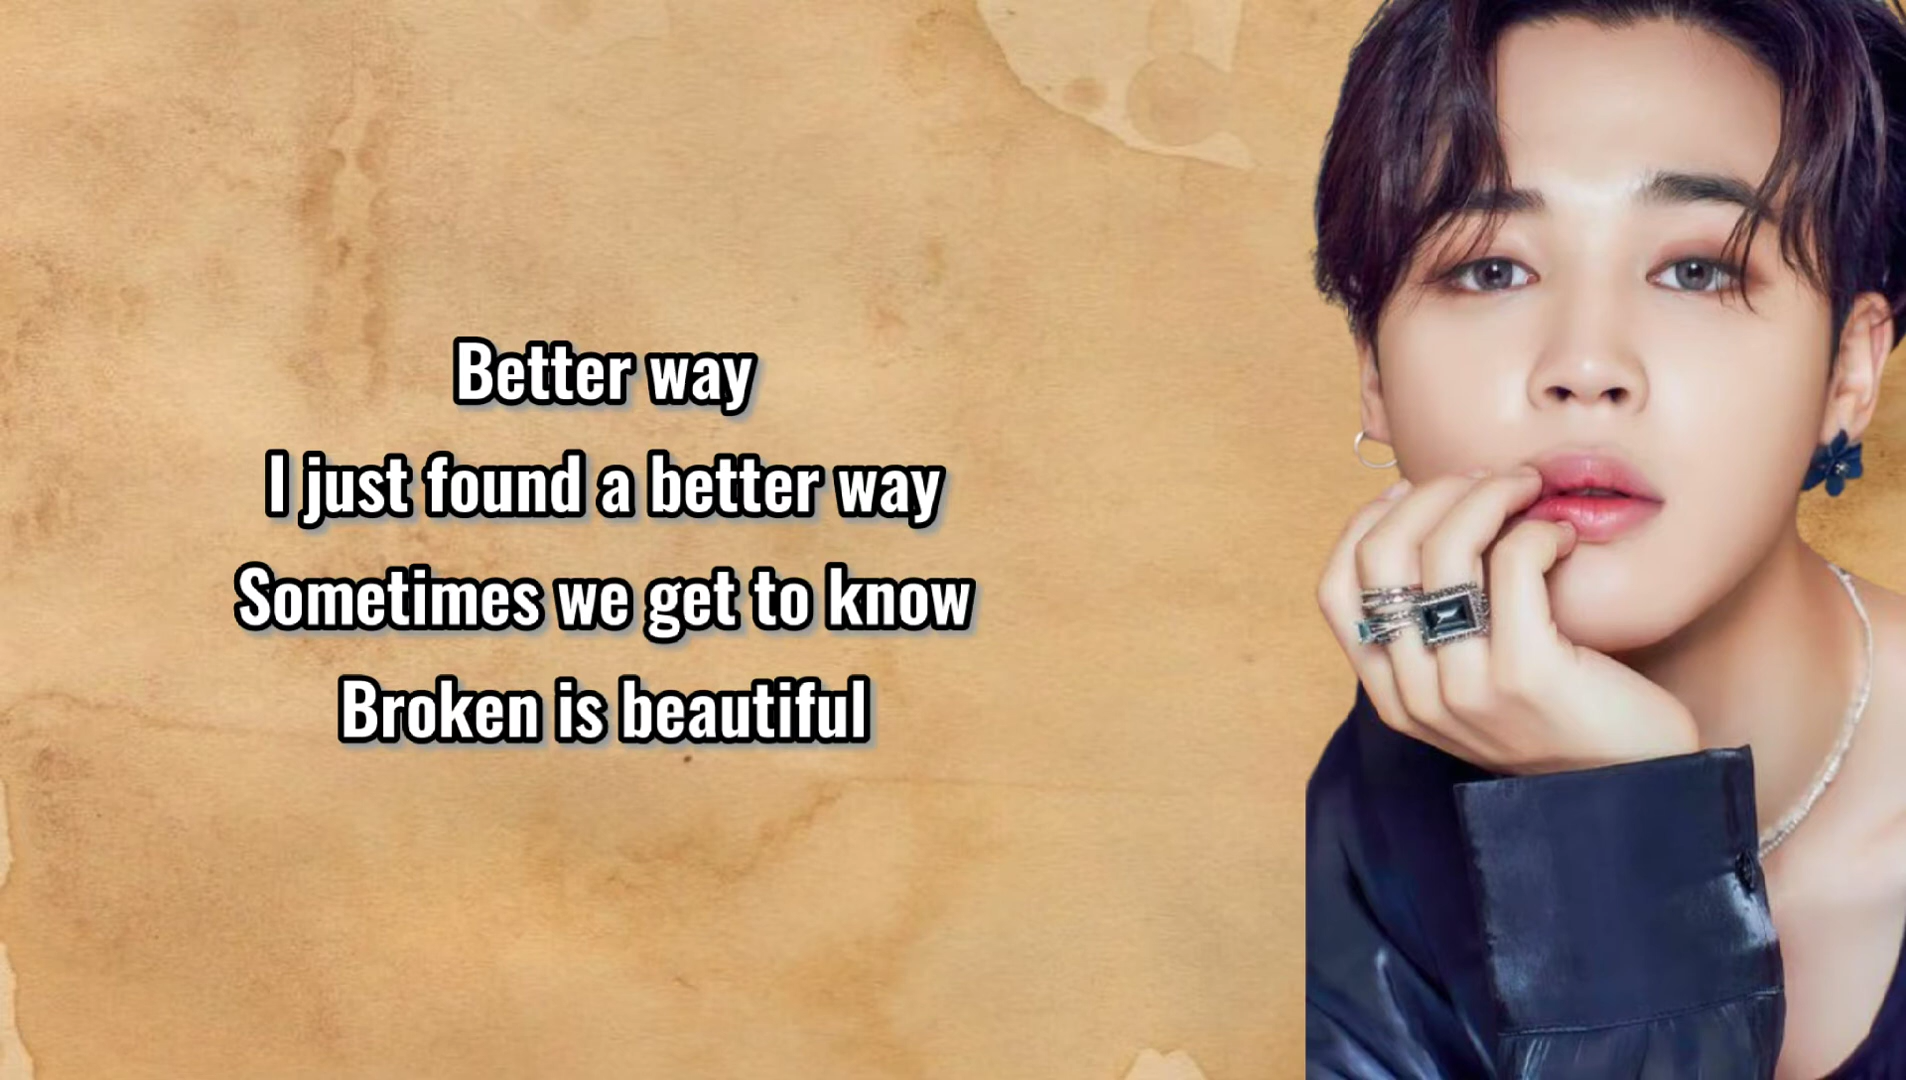 Better way
I just found a better way
Sometimes we get to know
Broken is beautiful